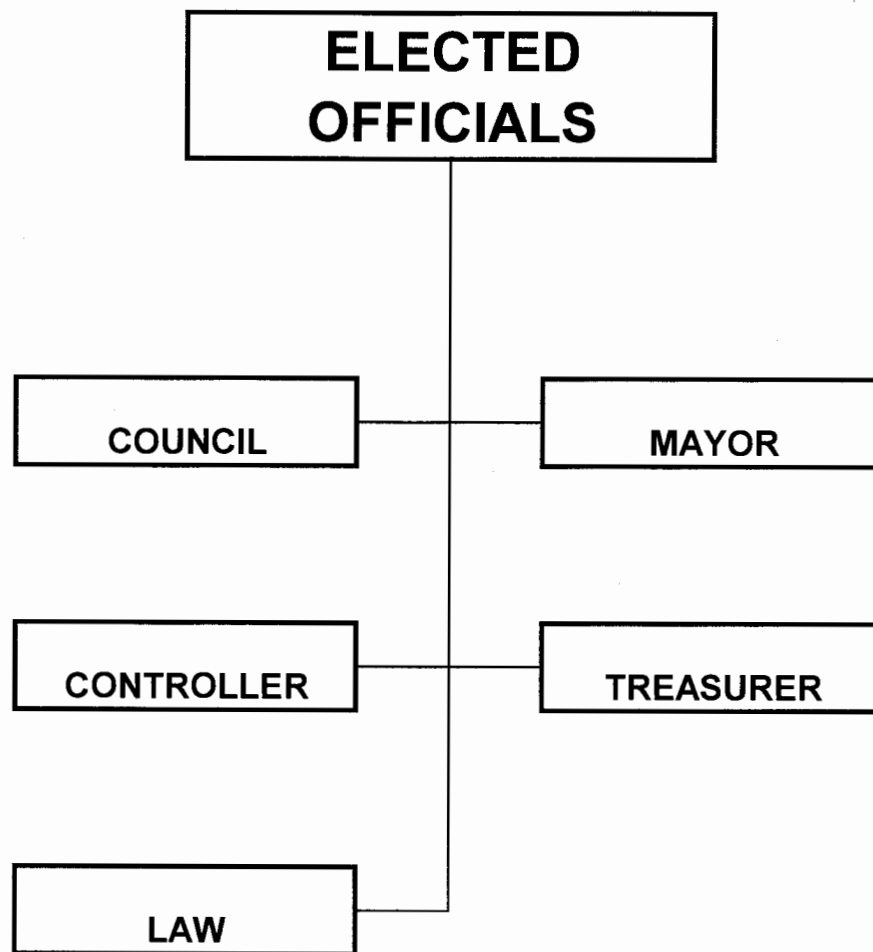 ELECTED
OFFICIALS
COUNCIL
MAYOR
CONTROLLER
TREASURER
LAW